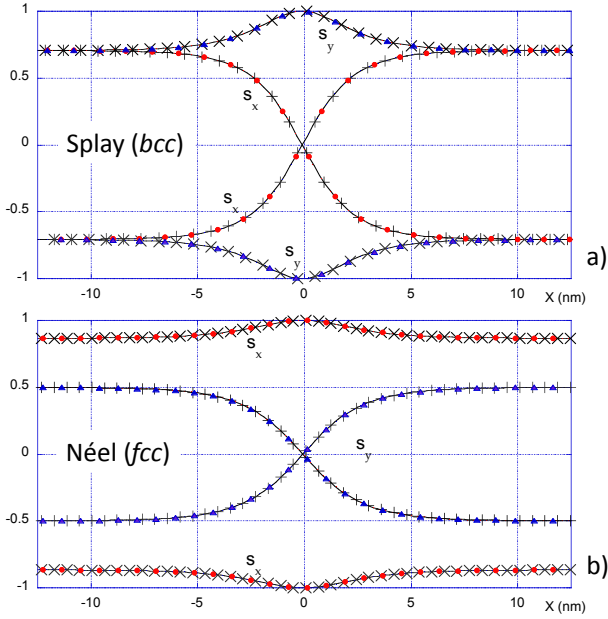 1
s y
0.5
s x
0
Splay (bcc)
s x
-0.5
s y
a)
-1
-10 -5 0 5 10 X (nm)
1
s x
0.5
0
Néel (fcc)
s y
-0.5
s x
b)
-1
-10 -5 0 5 10 X (nm)